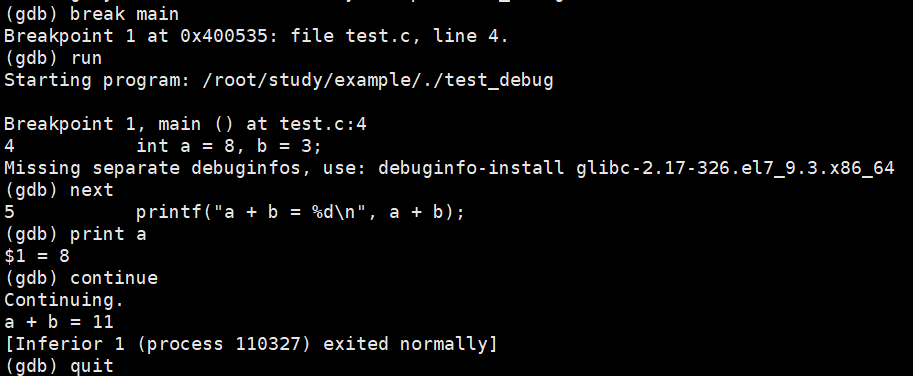 (gdb) break main
Breakpoint 1 at 0x400535: file test.c, line 4.
(gdb) run
Starting program: /root/study/example/./test_debug

Breakpoint 1, main () at test.c:4
4               int a = 8, b = 3;
Missing separate debuginfos, use: debuginfo-install glibc-2.17-326.el7_9.3.x86_64
(gdb) next
5               printf("a + b = %d\n", a + b);
(gdb) print a
$1 = 8
(gdb) continue
Continuing.
a + b = 11
[Inferior 1 (process 110327) exited normally]
(gdb) quit